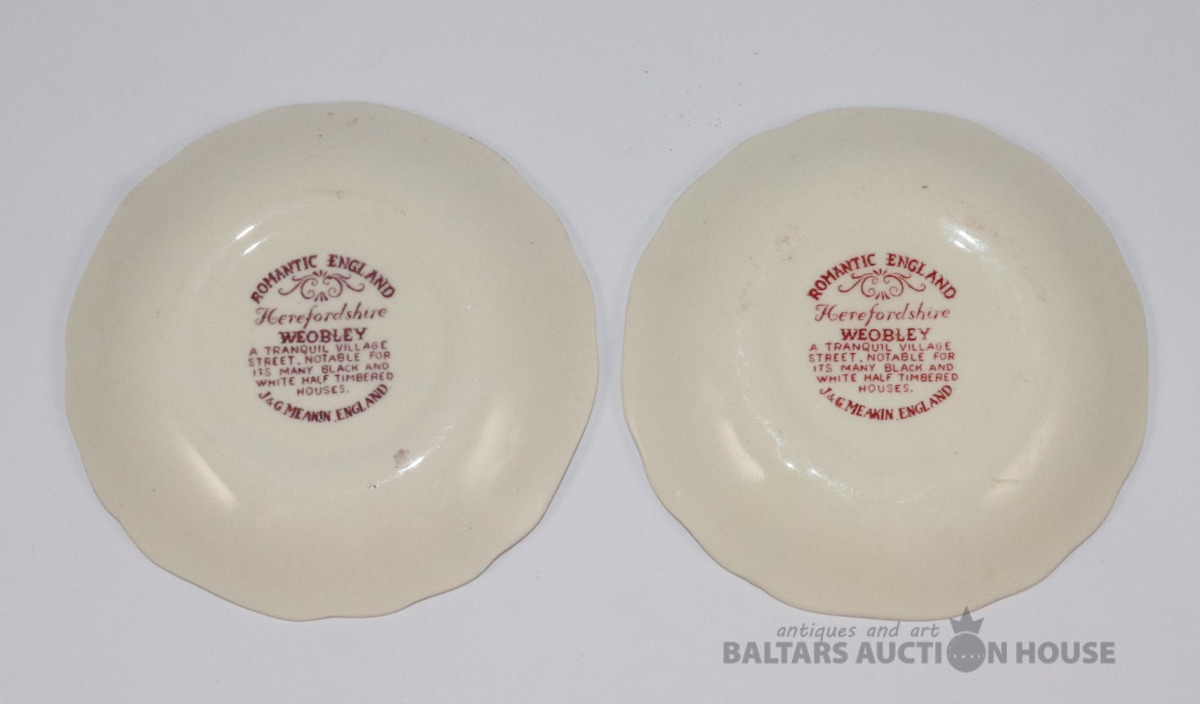 ROMANTIC ENGLAND
Herefordshire
WEOBLEY
A TRANQUIL VILLAGE
STREET, NOTABLE FOR
ITS MANY BLACK AND
WHITE HALF TIMBERED
HOUSES.
J&G MEAKIN, ENGLAND
ROMANTIC ENGLAND
Herefordshire
WEOBLEY
A TRANQUIL VILLAGE
STREET, NOTABLE FOR
ITS MANY BLACK AND
WHITE HALF TIMBERED
HOUSES.
J&G MEAKIN, ENGLAND
antiques and art
BALTARS AUCTION HOUSE